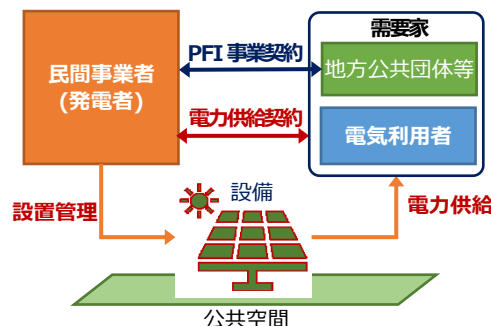 需要家
民間事業者
(発電者)
PFI 事業契約
地方公共団体等
電力供給契約
電気利用者
設置管理
設備
電力供給
公共空間